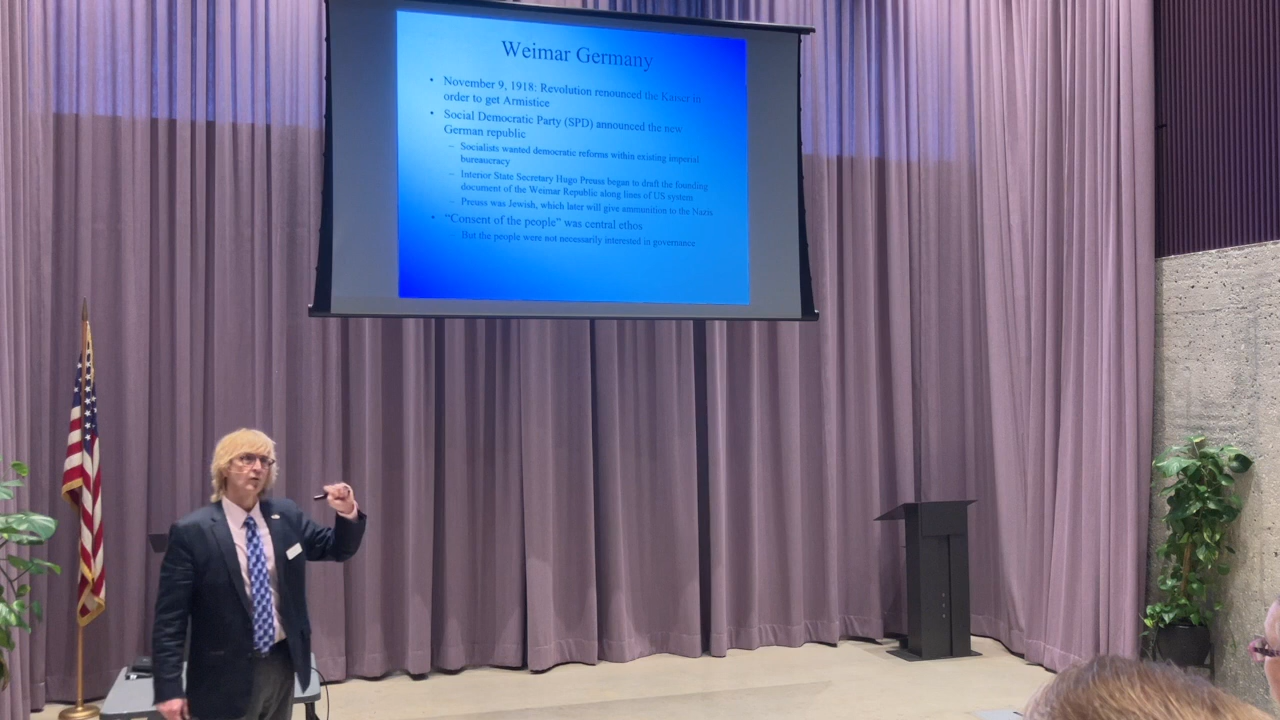 Weimar Germany
• November 9, 1918: Revolution renounced the Kaiser in
order to get Armistice
• Social Democratic Party (SPD) announced the new
German republic
– Socialists wanted democratic reforms within existing imperial
bureaucracy
– Interior State Secretary Hugo Preuss began to draft the founding
document of the Weimar Republic along lines of US system
– Preuss was Jewish, which later will give ammunition to the Nazis
• “Consent of the people” was central ethos
– But the people were not necessarily interested in governance